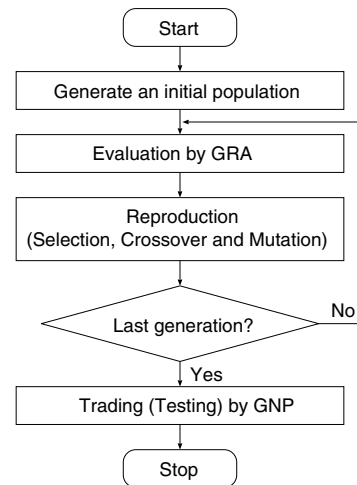 Start
Generate an initial population
Evaluation by GRA
Reproduction
(Selection, Crossover and Mutation)
Last generation?
No
Yes
Trading (Testing) by GNP
Stop